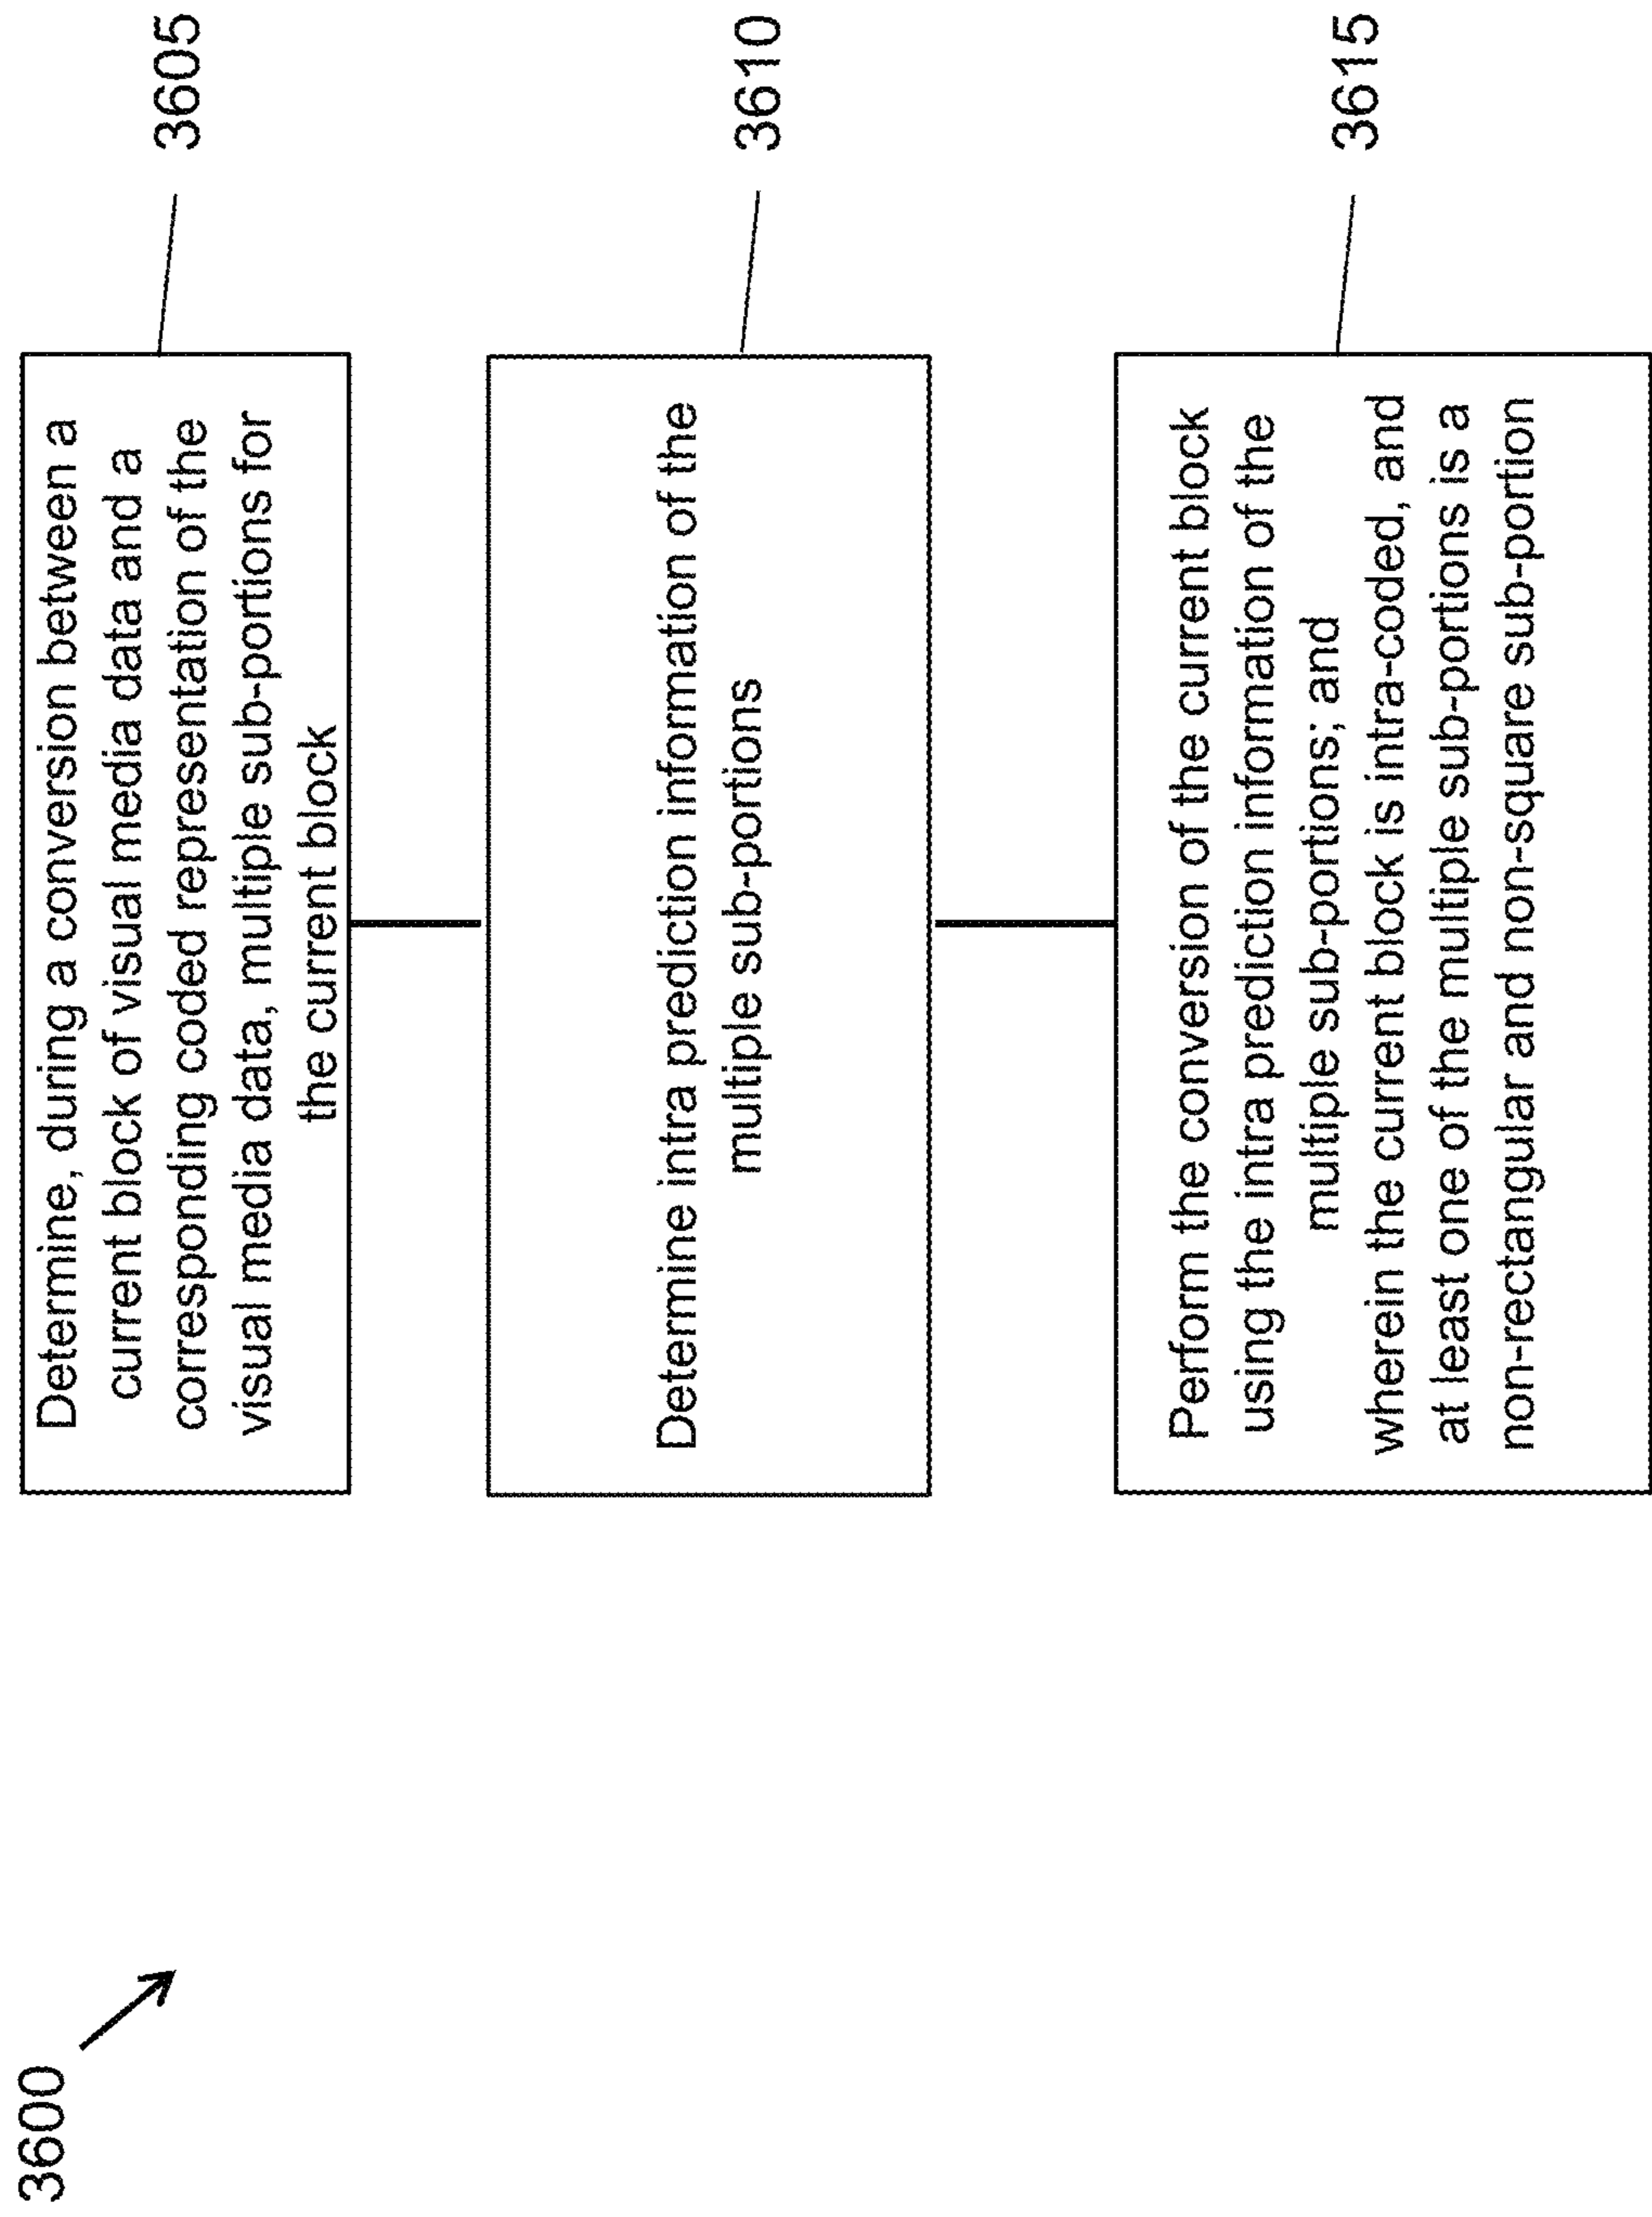 3600
Determine, during a conversion between a
current block of visual media data and a
corresponding coded representation of the
visual media data, multiple sub-portions for
the current block
3605
Determine intra prediction information of the
multiple sub-portions
3610
Perform the conversion of the current block
using the intra prediction information of the
multiple sub-portions; and
wherein the current block is intra-coded, and
at least one of the multiple sub-portions is a
non-rectangular and non-square sub-portion
3615